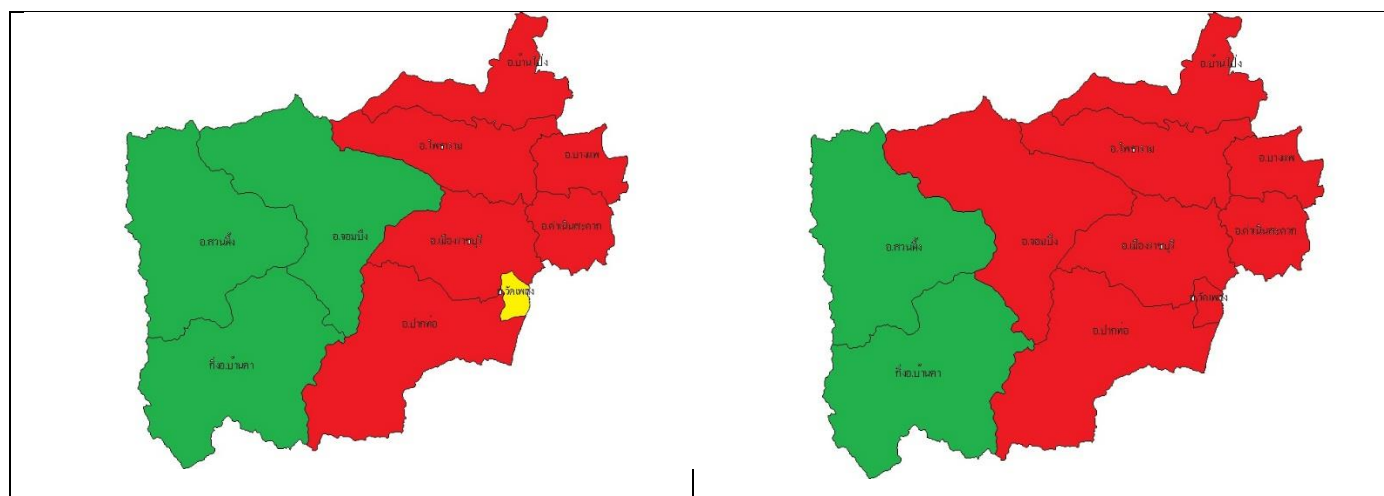 อ.บ้านโป่ง
อ.โพธาราม
อ.บางแพ
อ.สวนผึ้ง
อ.จอมบึง
อ.เมืองราชบุรี
อ.ดำเนินสะดวก
อ.วัดเพลง
อ.ปากท่อ
กิ่งอ.บ้านคา
อ.บ้านโป่ง
อ.โพธาราม
อ.บางแพ
อ.สวนผึ้ง
อ.จอมบึง
อ.เมืองราชบุรี
อ.ดำเนินสะดวก
อ.วัดเพลง
อ.ปากท่อ
กิ่งอ.บ้านคา